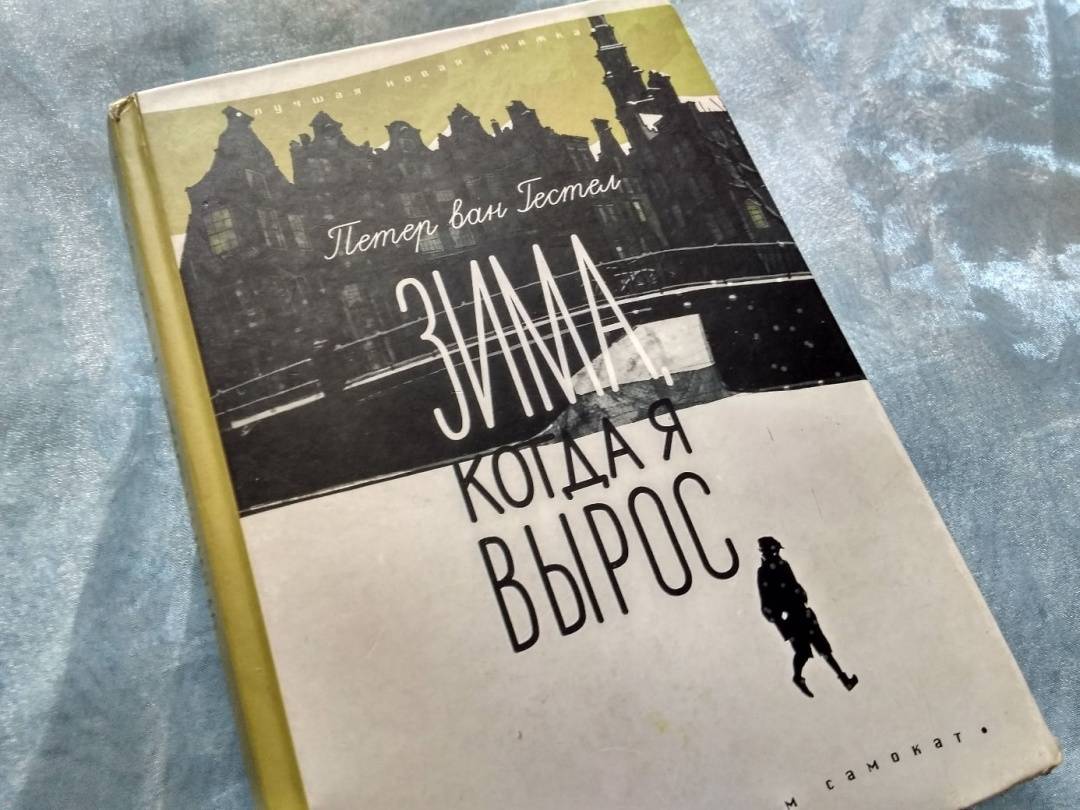 лучшая новая книжка
Петер ван Гестел
ЗИМА,
КОГДА Я
ВЫРОС
м самокат.